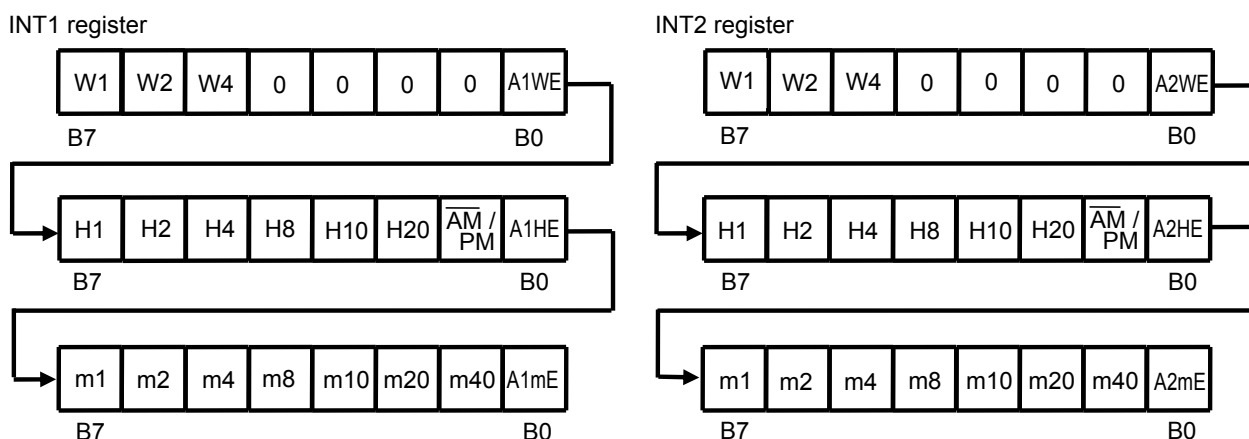 INT1 register
W1 W2 W4 0 0 0 0 A1WE
B7 B0
H1 H2 H4 H8 H10 H20 A̅M̅ / PM A1HE
B7 B0
m1 m2 m4 m8 m10 m20 m40 A1mE
B7 B0
INT2 register
W1 W2 W4 0 0 0 0 A2WE
B7 B0
H1 H2 H4 H8 H10 H20 A̅M̅ / PM A2HE
B7 B0
m1 m2 m4 m8 m10 m20 m40 A2mE
B7 B0